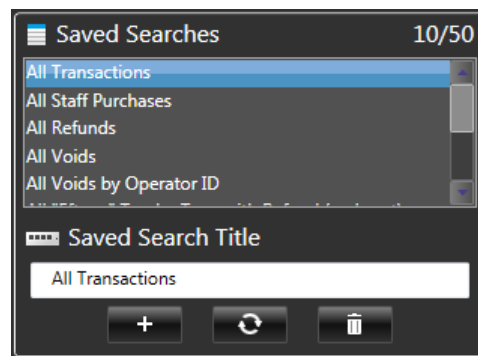 Saved Searches 10/50
All Transactions
All Staff Purchases
All Refunds
All Voids
All Voids by Operator ID
Saved Search Title
All Transactions